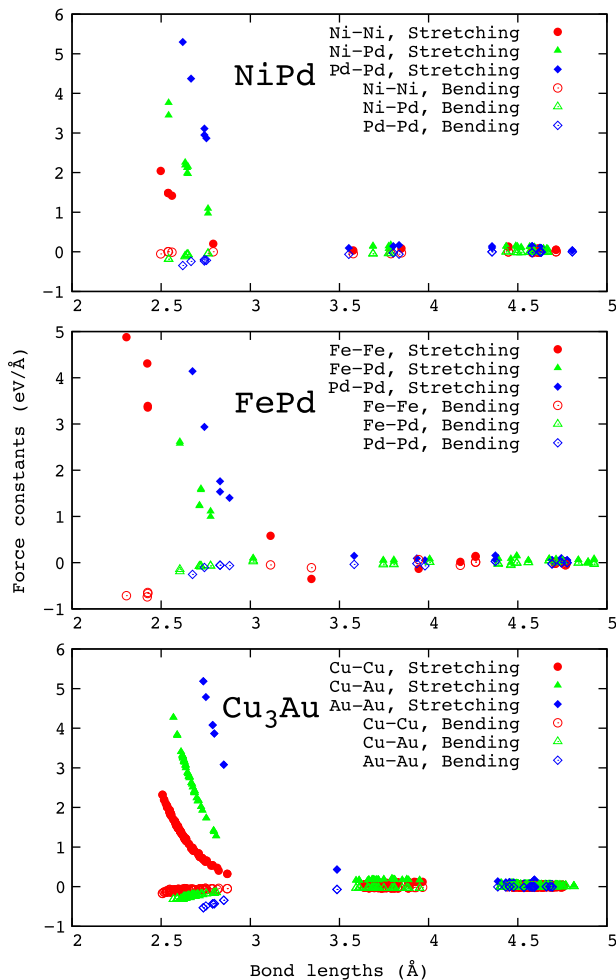 6
5
4
3
2
1
0
−1
NiPd
Ni−Ni, Stretching
Ni−Pd, Stretching
Pd−Pd, Stretching
Ni−Ni, Bending
Ni−Pd, Bending
Pd−Pd, Bending
2 2.5 3 3.5 4 4.5 5
Force constants (eV/Å)
5
4
3
2
1
0
−1
FePd
Fe−Fe, Stretching
Fe−Pd, Stretching
Pd−Pd, Stretching
Fe−Fe, Bending
Fe−Pd, Bending
Pd−Pd, Bending
2 2.5 3 3.5 4 4.5 5
6
5
4
3
2
1
0
−1
Cu₃Au
Cu−Cu, Stretching
Cu−Au, Stretching
Au−Au, Stretching
Cu−Cu, Bending
Cu−Au, Bending
Au−Au, Bending
2 2.5 3 3.5 4 4.5 5
Bond lengths (Å)